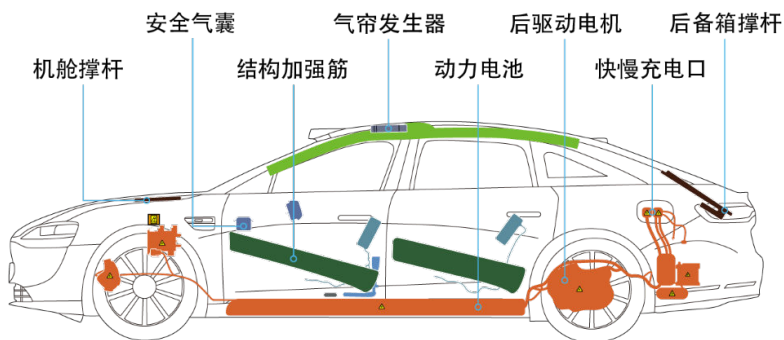 安全气囊
气帘发生器
后驱动电机
后备箱撑杆
机舱撑杆
结构加强筋
动力电池
快慢充电口